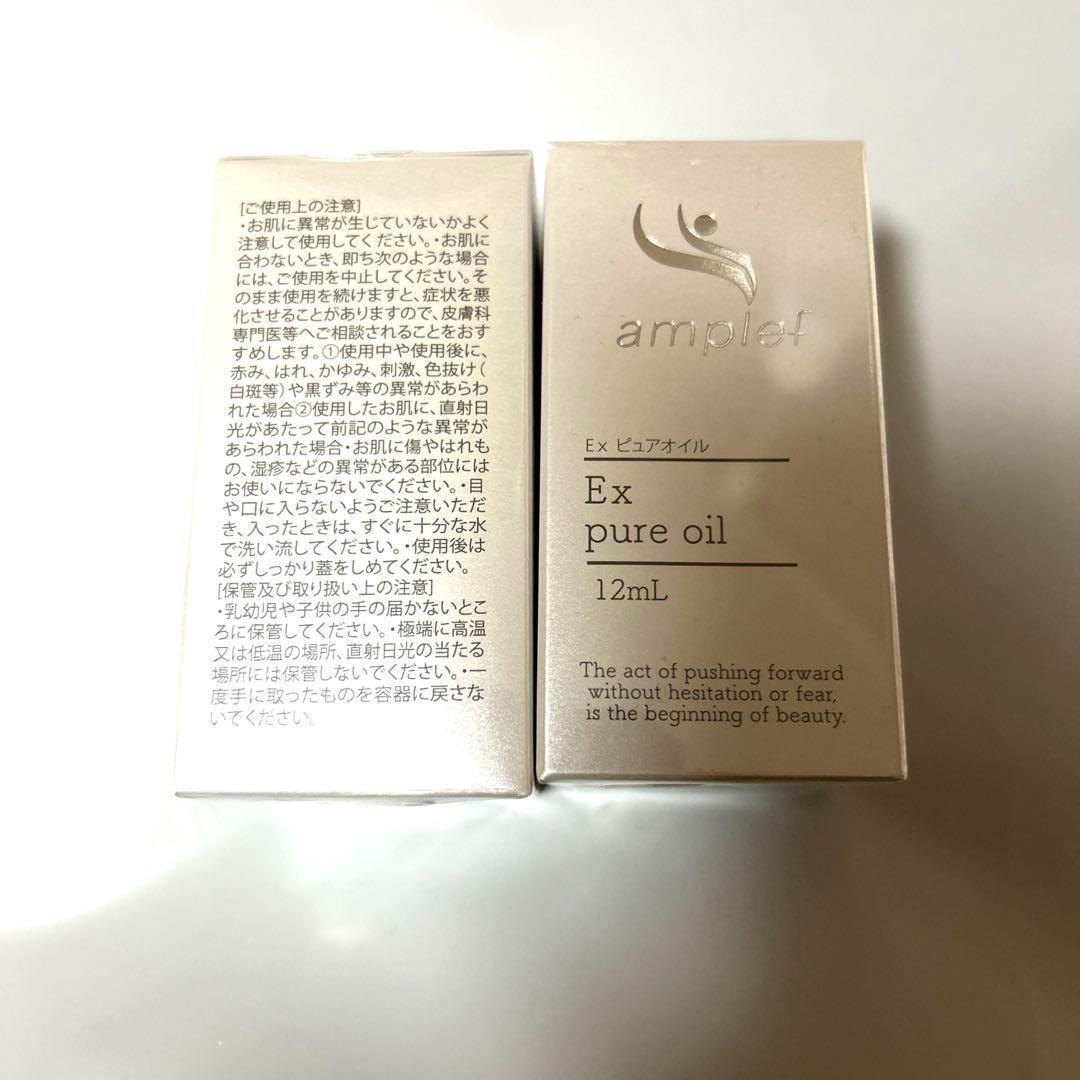 [ご使用上の注意]
・お肌に異常が生じていないかよく
注意して使用してください。・お肌に
合わないとき、即ち次のような場合
には、ご使用を中止してください。そ
のまま使用を続けますと、症状を悪
化させることがありますので、皮膚科
専門医等へご相談されることをおす
すめします。①使用中や使用後に、
赤み、はれ、かゆみ、刺激、色抜け(
白斑等)や黒ずみ等の異常があらわ
れた場合②使用したお肌に、直射日
光があたって前記のような異常が
あらわれた場合・お肌に傷やはれも
の、湿疹などの異常がある部位には
お使いにならないでください。・目
や口に入らないようご注意いただ
き、入ったときは、すぐに十分な水
で洗い流してください。・使用後は
必ずしっかり蓋をしめてください。
[保管及び取り扱い上の注意]
・乳幼児や子供の手の届かないとこ
ろに保管してください。・極端に高温
又は低温の場所、直射日光の当たる
場所には保管しないでください。・一
度手に取ったものを容器に戻さな
いでください。
amplef
Ex ピュアオイル
Ex
pure oil
12mL
The act of pushing forward
without hesitation or fear,
is the beginning of beauty.